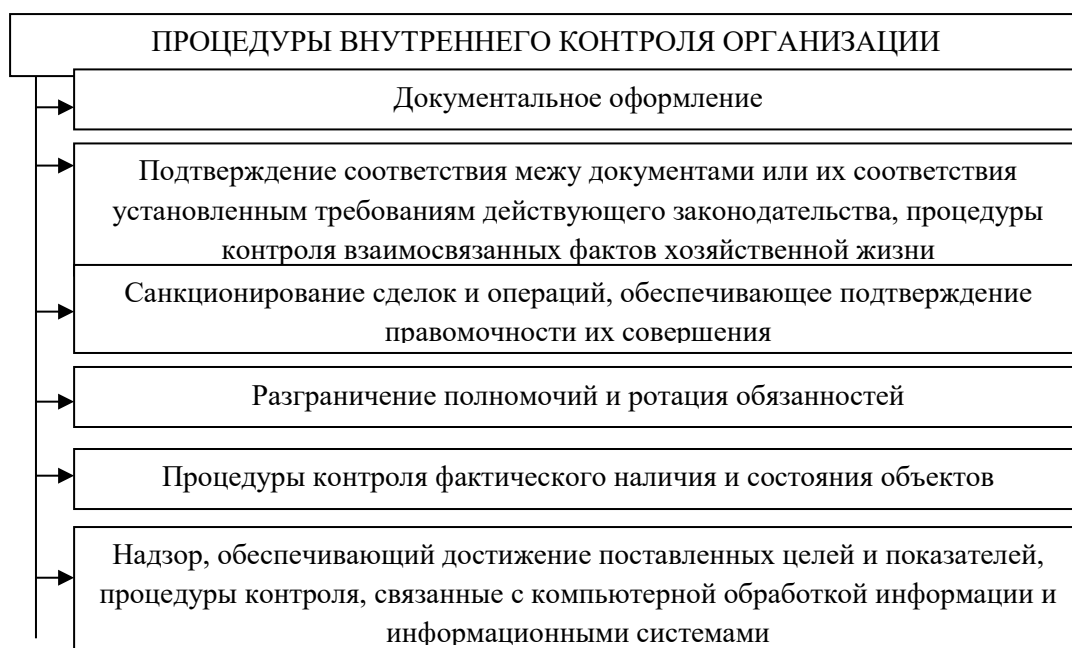 ПРОЦЕДУРЫ ВНУТРЕННЕГО КОНТРОЛЯ ОРГАНИЗАЦИИ
Документальное оформление
Подтверждение соответствия межу документами или их соответствия
установленным требованиям действующего законодательства, процедуры
контроля взаимосвязанных фактов хозяйственной жизни
Санкционирование сделок и операций, обеспечивающее подтверждение
правомочности их совершения
Разграничение полномочий и ротация обязанностей
Процедуры контроля фактического наличия и состояния объектов
Надзор, обеспечивающий достижение поставленных целей и показателей,
процедуры контроля, связанные с компьютерной обработкой информации и
информационными системами